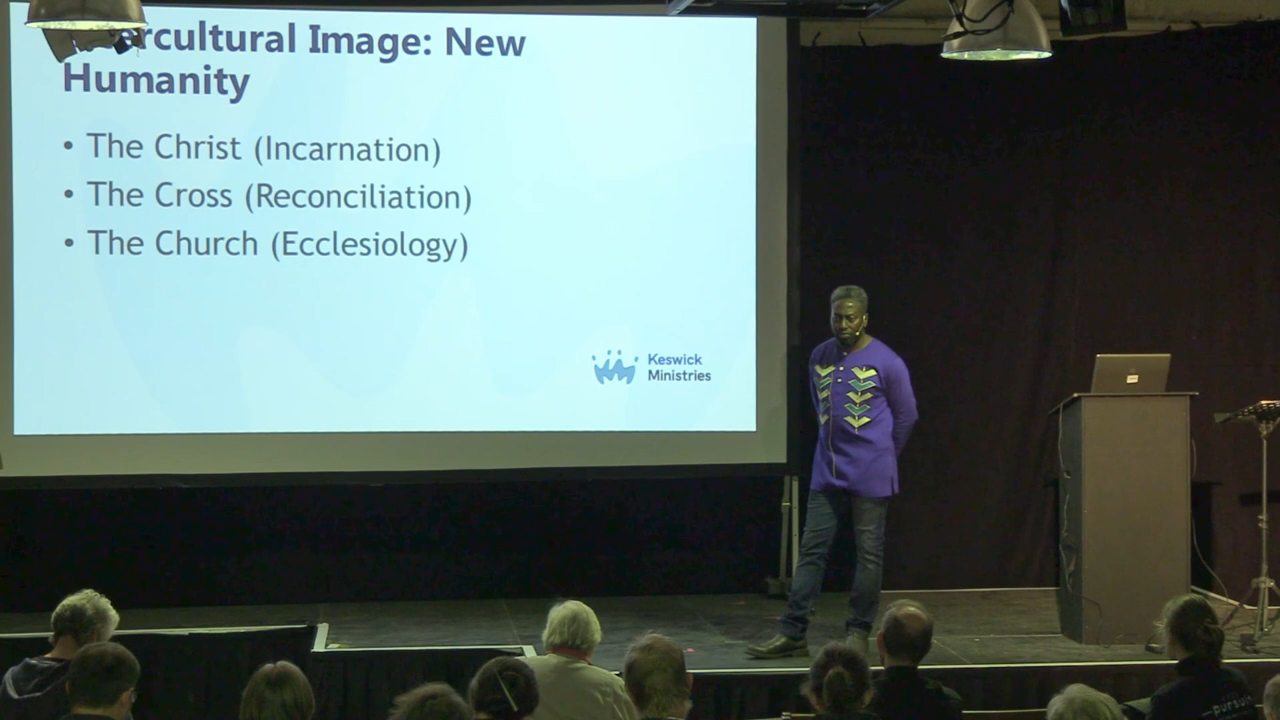 rcultural Image: New
Humanity
• The Christ (Incarnation)
• The Cross (Reconciliation)
• The Church (Ecclesiology)
Keswick
Ministries